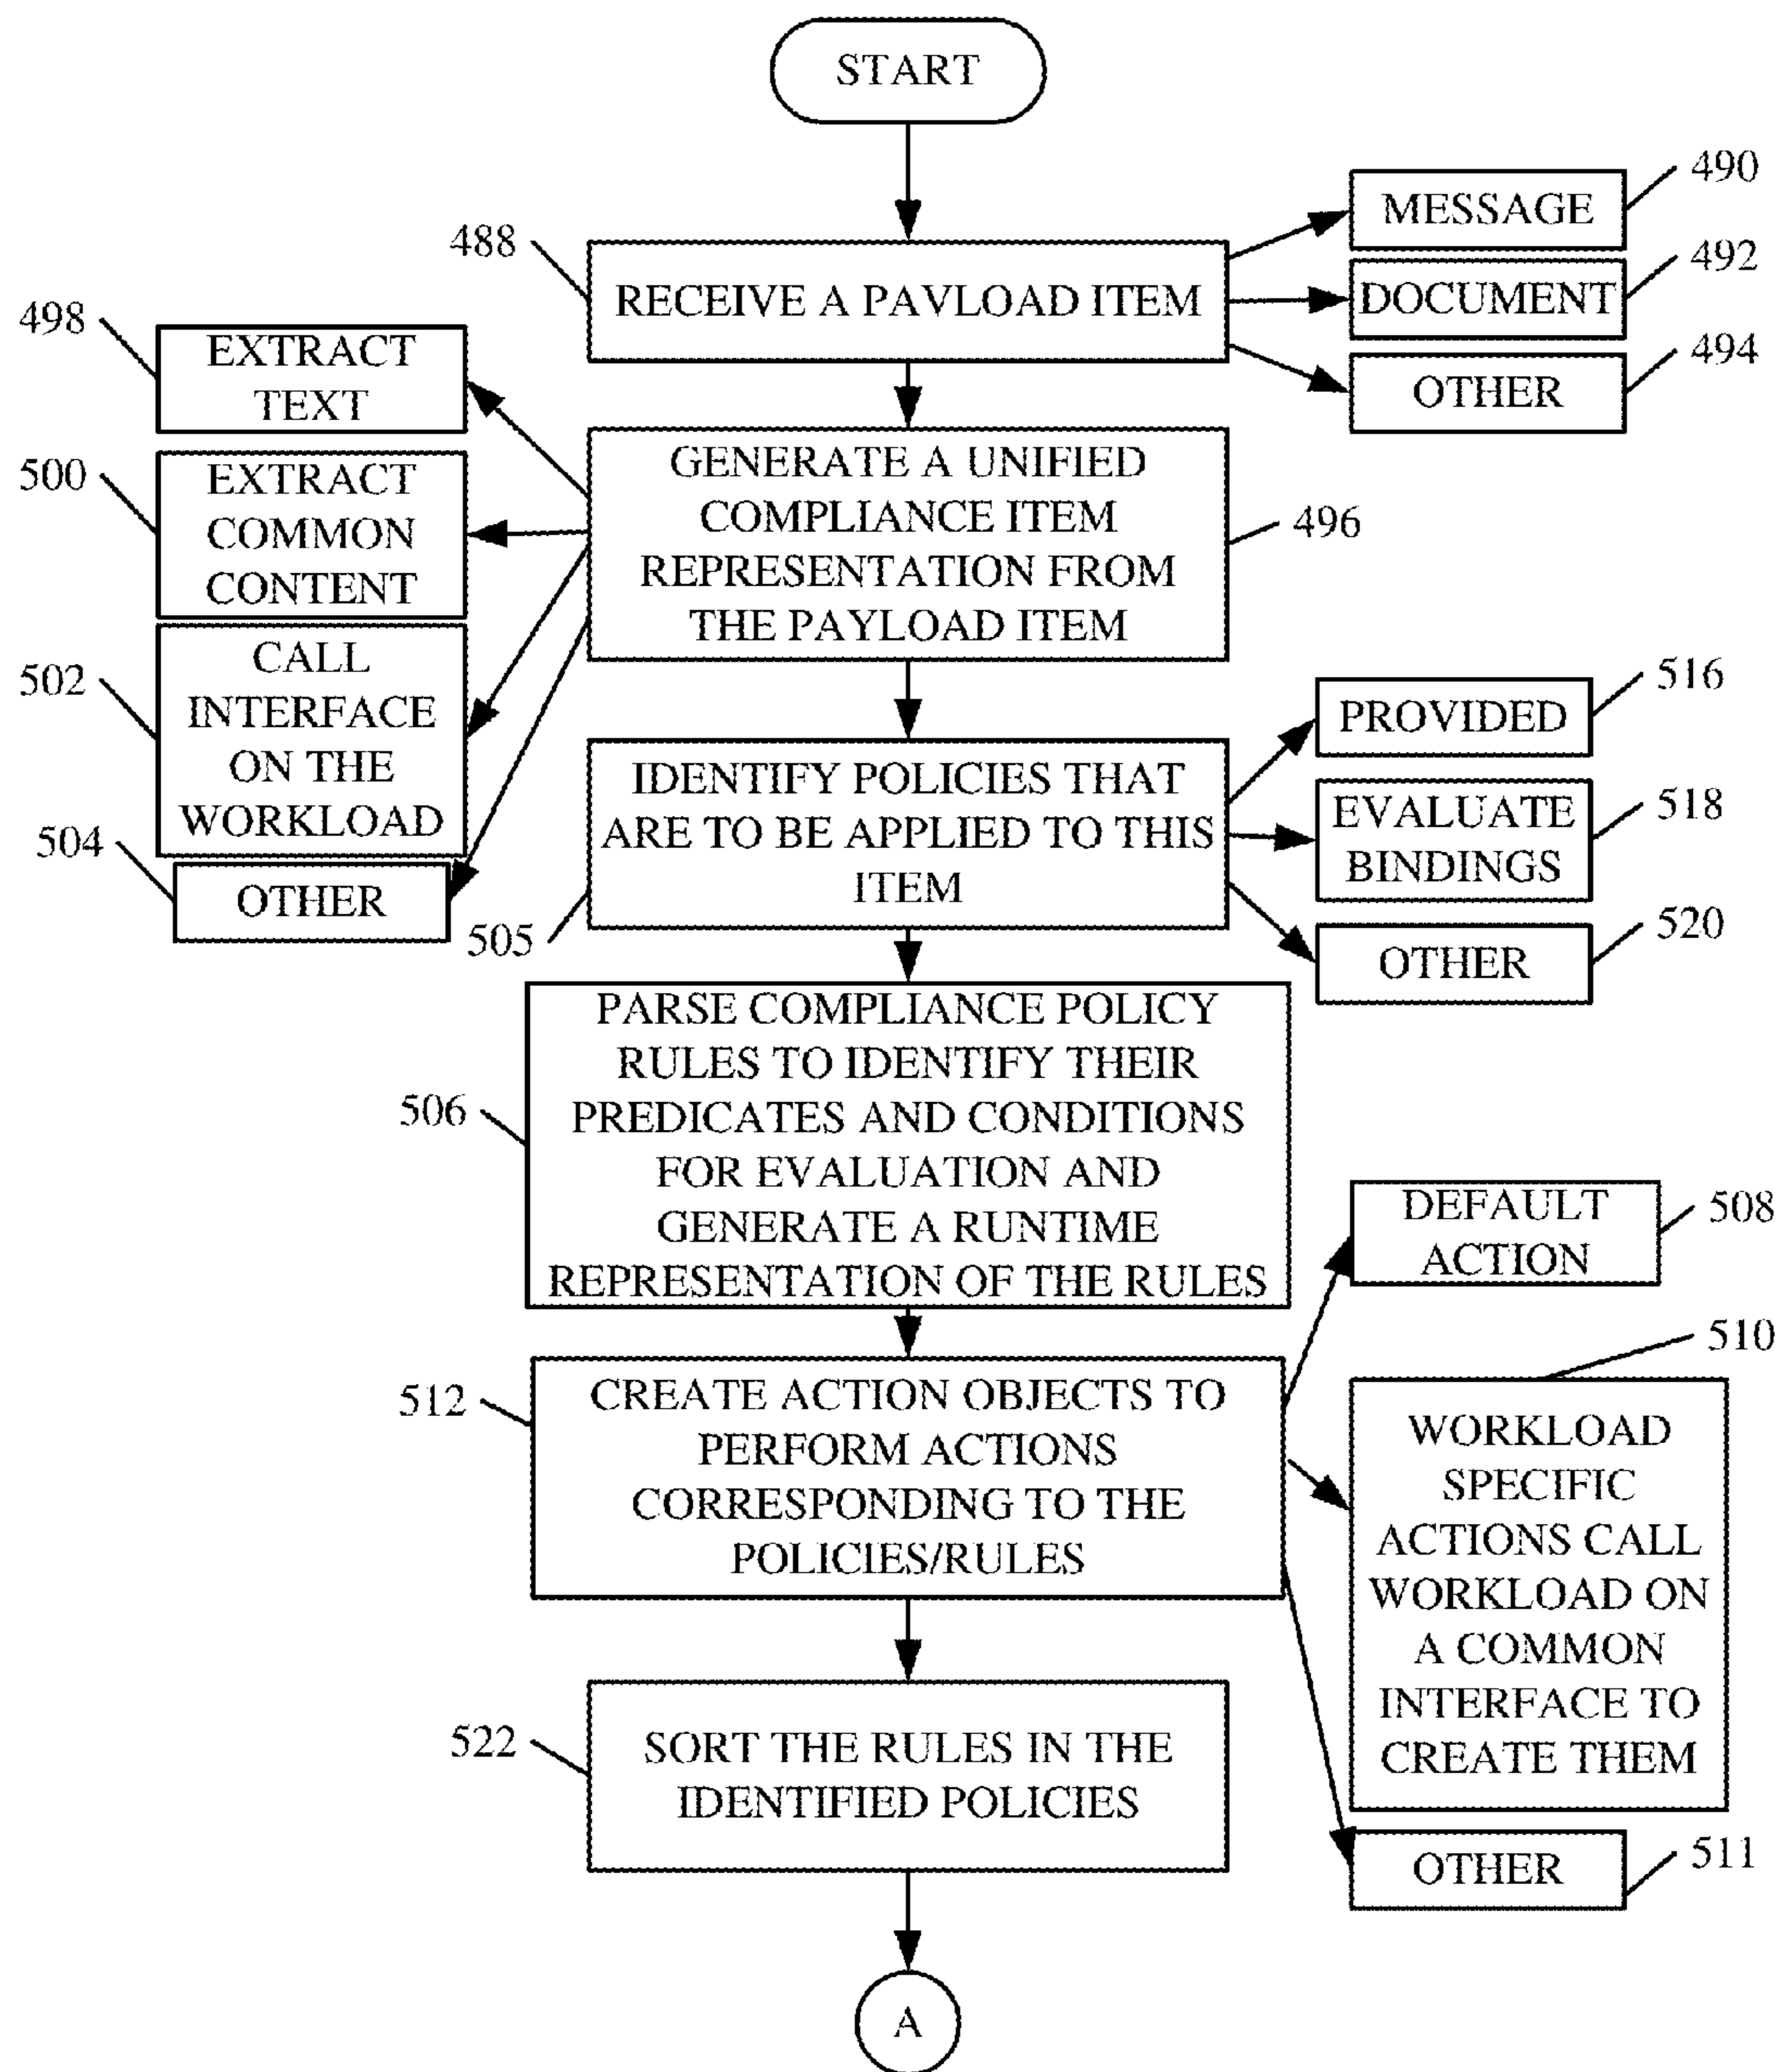 START
490
MESSAGE
488
RECEIVE A PAVLOAD ITEM
492
DOCUMENT
494
OTHER
498
EXTRACT
TEXT
500
EXTRACT
COMMON
CONTENT
502
CALL
INTERFACE
ON THE
WORKLOAD
504
OTHER
GENERATE A UNIFIED
COMPLIANCE ITEM
REPRESENTATION FROM
THE PAYLOAD ITEM
496
505
IDENTIFY POLICIES THAT
ARE TO BE APPLIED TO THIS
ITEM
516
PROVIDED
518
EVALUATE
BINDINGS
520
OTHER
506
PARSE COMPLIANCE POLICY
RULES TO IDENTIFY THEIR
PREDICATES AND CONDITIONS
FOR EVALUATION AND
GENERATE A RUNTIME
REPRESENTATION OF THE RULES
512
CREATE ACTION OBJECTS TO
PERFORM ACTIONS
CORRESPONDING TO THE
POLICIES/RULES
508
DEFAULT
ACTION
510
WORKLOAD
SPECIFIC
ACTIONS CALL
WORKLOAD ON
A COMMON
INTERFACE TO
CREATE THEM
511
OTHER
522
SORT THE RULES IN THE
IDENTIFIED POLICIES
A